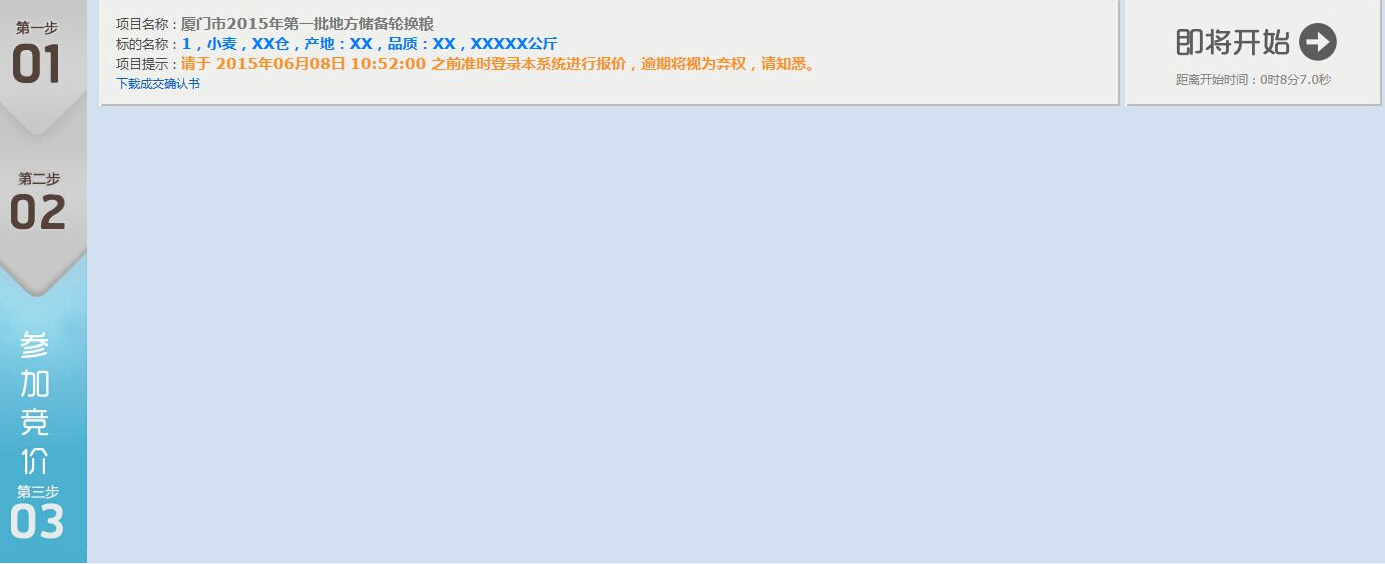 第一步
01
第二步
02
参
加
竞
价
第三步
03
项目名称：厦门市2015年第一批地方储备轮换粮
标的名称：1，小麦，XX仓，产地：XX，品质：XX，XXXXX公斤
项目提示：请于 2015年06月08日 10:52:00 之前准时登录本系统进行报价，逾期将视为弃权，请知悉。
下载成交确认书
即将开始
距离开始时间：0时8分7.0秒